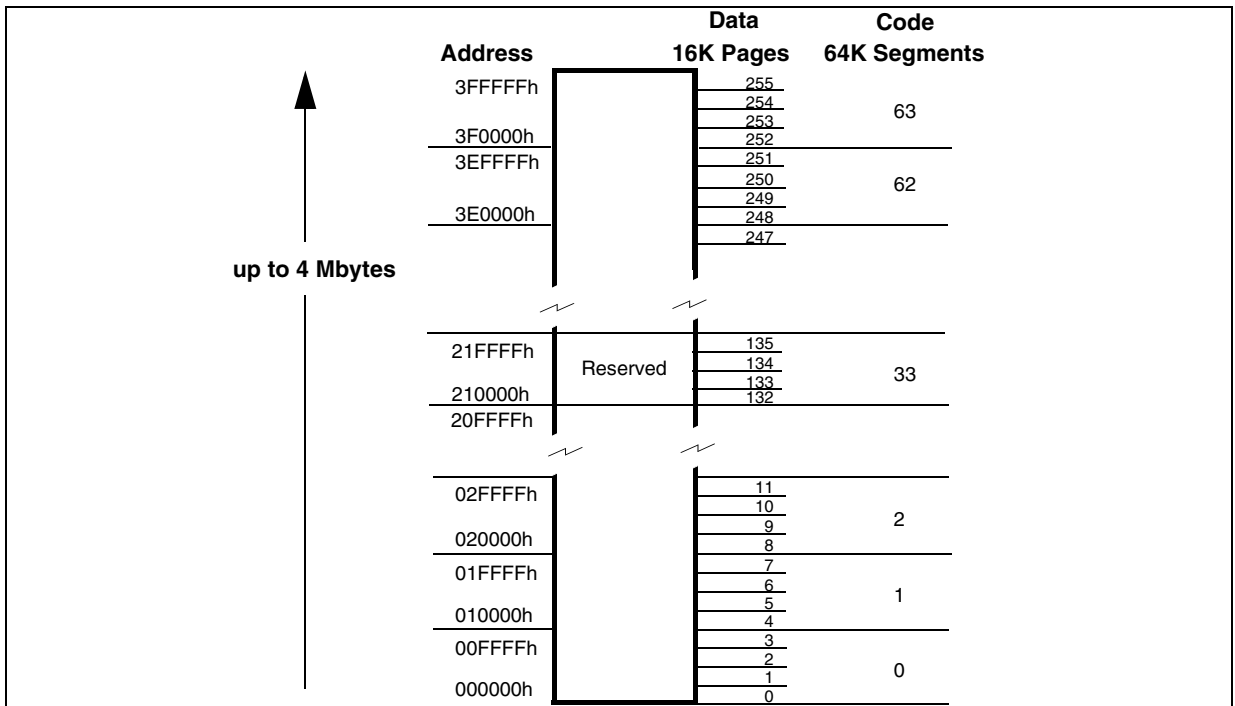 Data Code
Address 16K Pages 64K Segments
3FFFFFh 255
254
253 63
3F0000h 252
3EFFFFh 251
250 62
249
3E0000h 248
247
up to 4 Mbytes
21FFFFh 135
Reserved 134 33
133
210000h 132
20FFFFh
02FFFFh 11
10
9 2
020000h 8
01FFFFh 7
6 1
5
010000h 4
00FFFFh 3
2 0
1
000000h 0